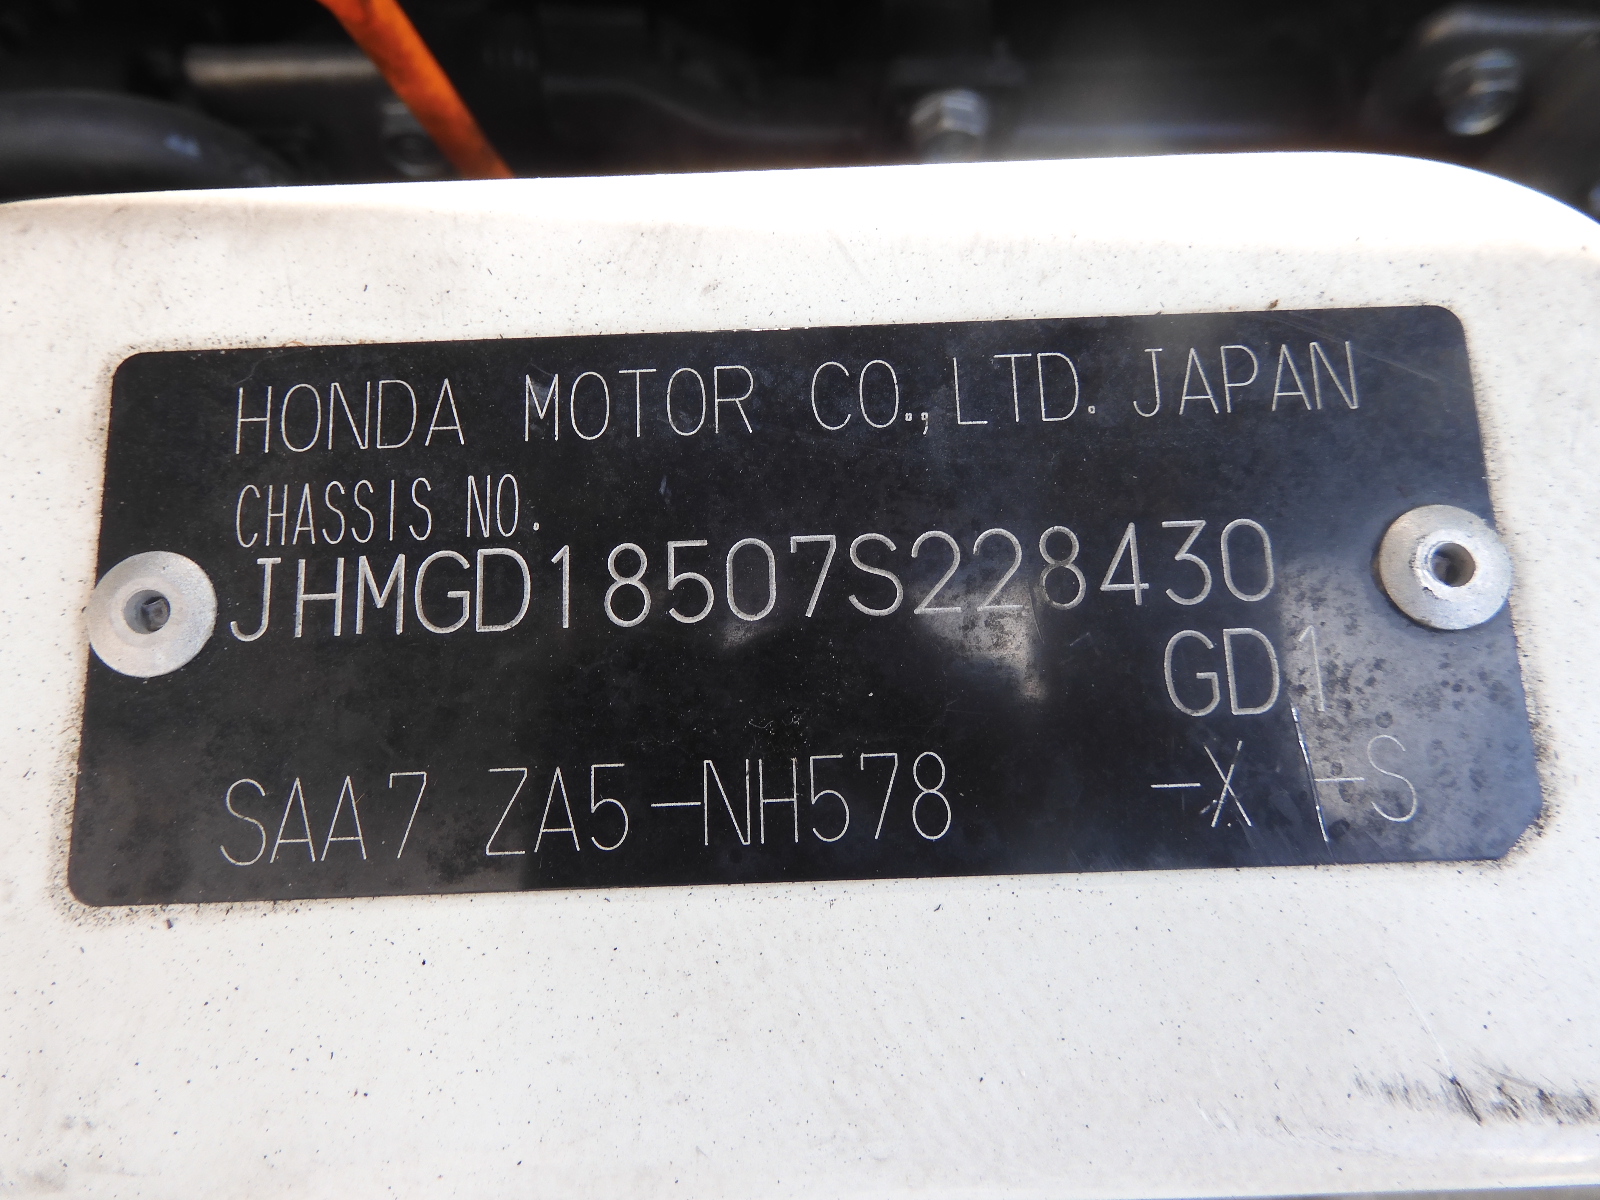 HONDA MOTOR CO.,LTD. JAPAN
CHASSIS NO.
JHMGD18507S228430
GD1
SAA7 ZA5-NH578 -X -S